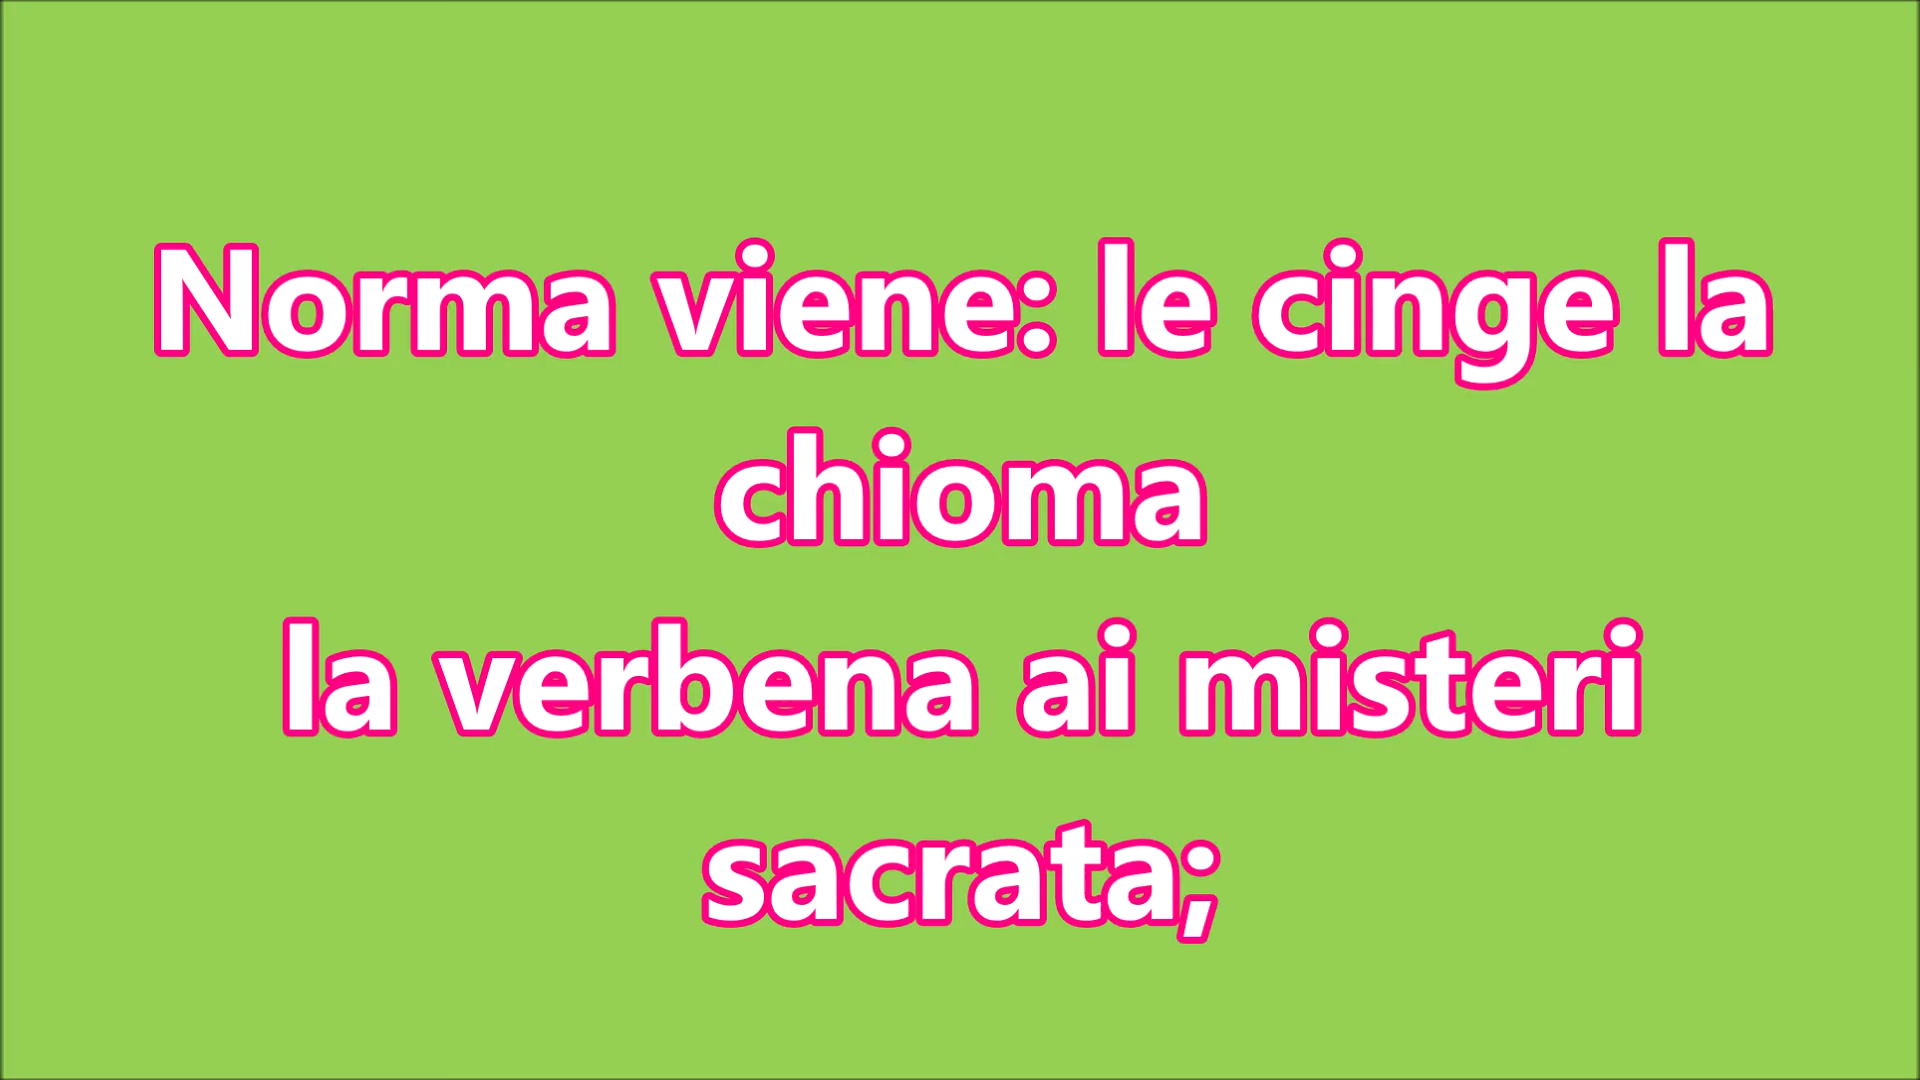 Norma viene: le cinge la
chioma
la verbena ai misteri
sacrata;